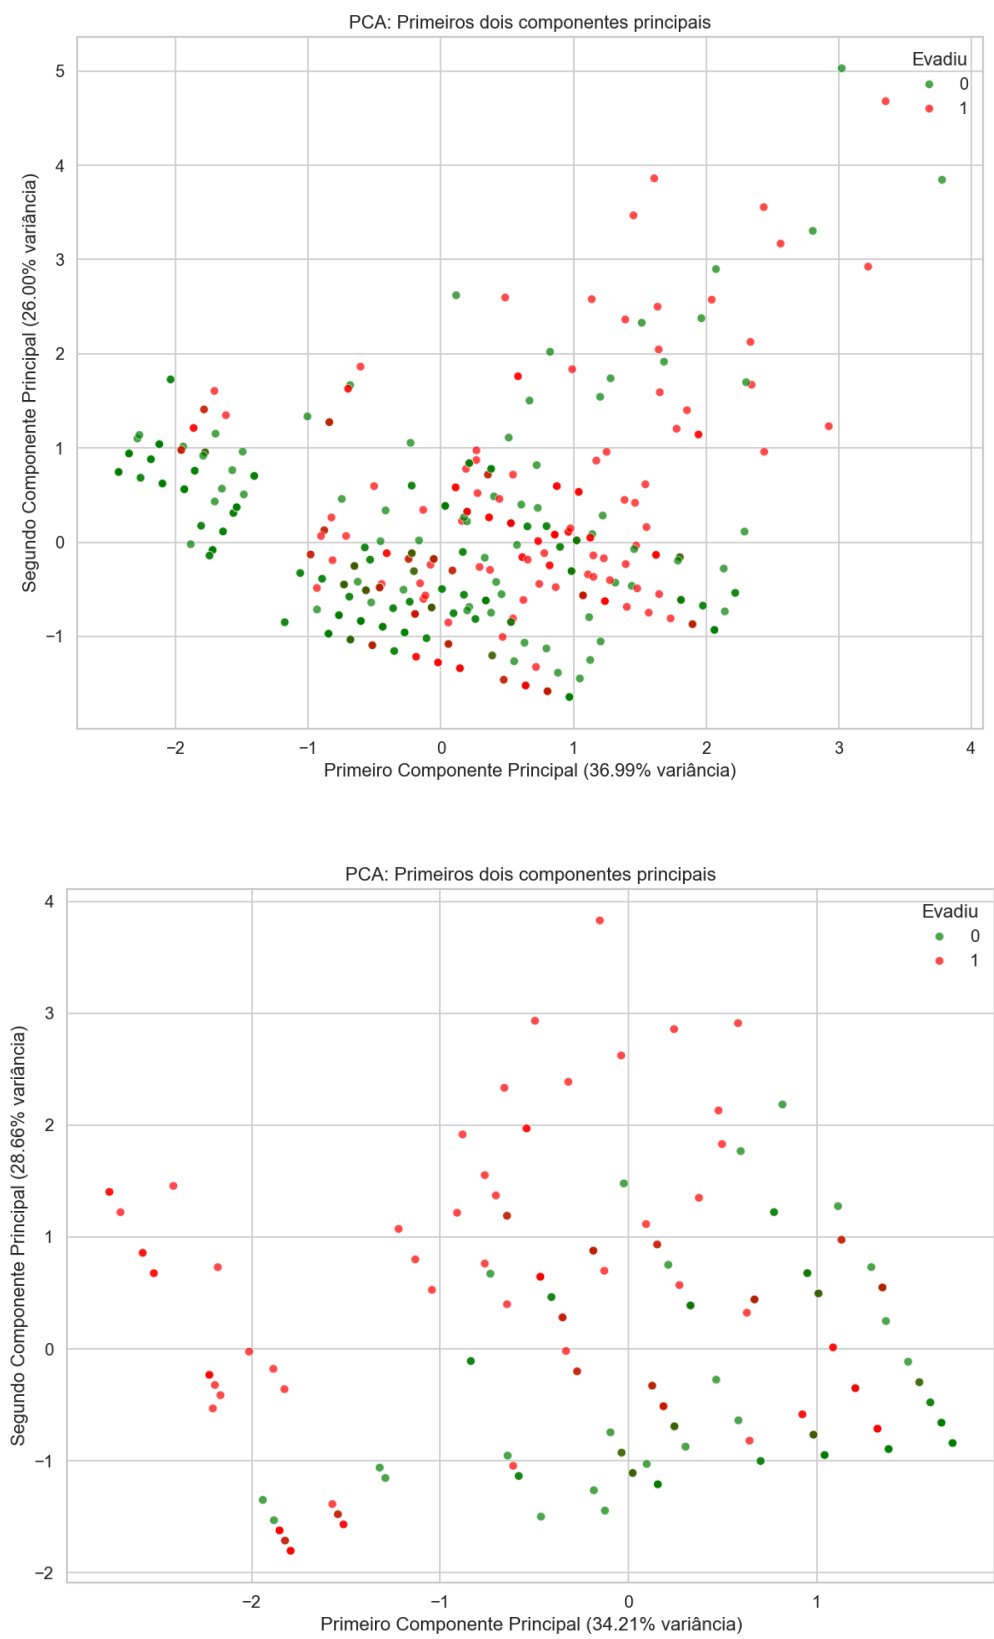 PCA: Primeiros dois componentes principais
Evadiu
0
1
5
4
3
2
1
0
−1
Segundo Componente Principal (26.00% variância)
−2 −1 0 1 2 3 4
Primeiro Componente Principal (36.99% variância)
PCA: Primeiros dois componentes principais
Evadiu
0
1
4
3
2
1
0
−1
−2
Segundo Componente Principal (28.66% variância)
−2 −1 0 1
Primeiro Componente Principal (34.21% variância)